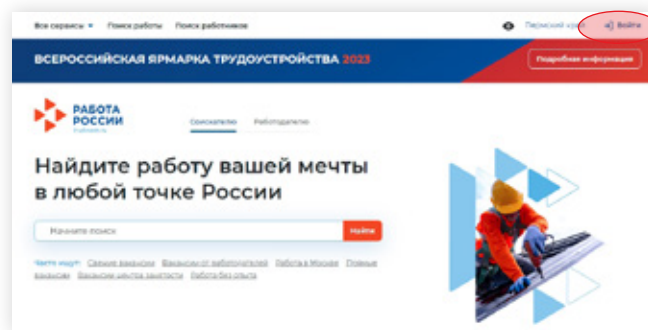 Все сервисы Поиск работы Поиск работников Пермский край Войти
ВСЕРОССИЙСКАЯ ЯРМАРКА ТРУДОУСТРОЙСТВА 2023 Подробная информация
РАБОТА
РОССИИ
Соискателю Работодателю
Найдите работу вашей мечты
в любой точке России
Начните поиск Найти
Часто ищут: Свежие вакансии Вакансии от работодателей Работа в Москве Прямые
вакансии Вакансии центра занятости Работа без опыта